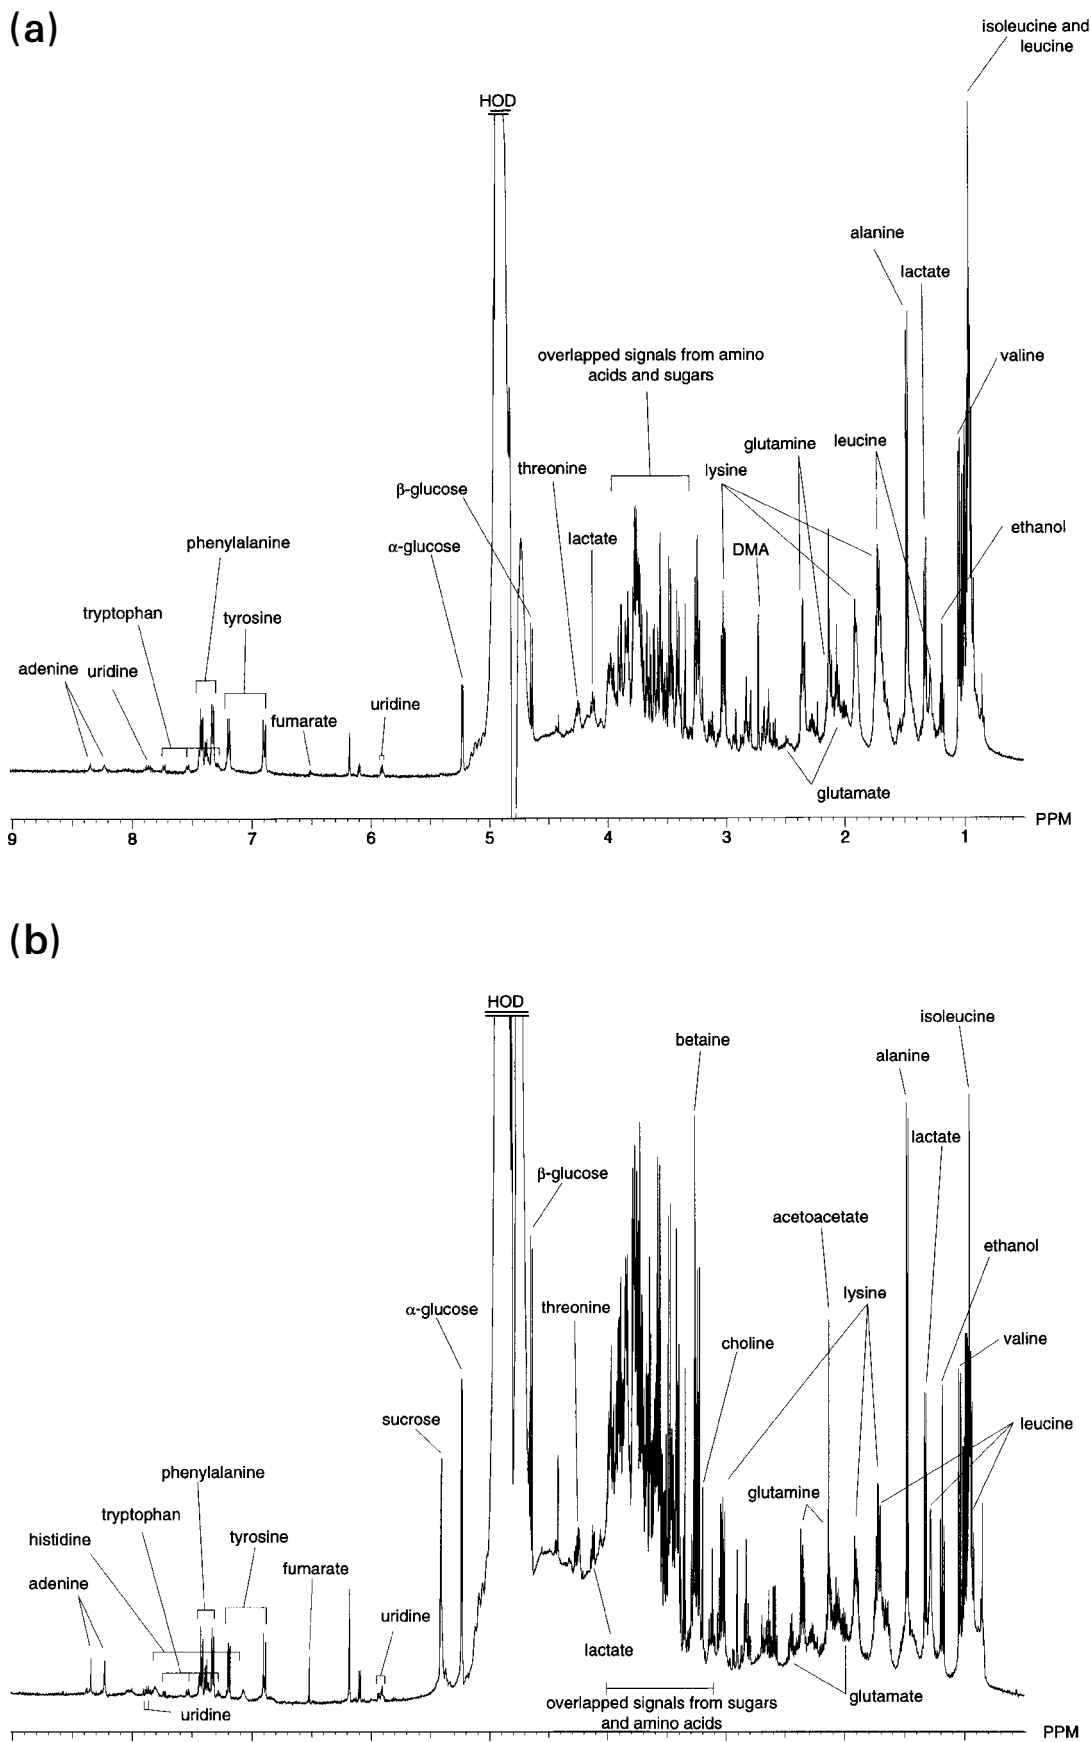 (a)
isoleucine and
leucine
HOD
alanine
lactate
overlapped signals from amino
acids and sugars
valine
glutamine
leucine
threonine
lysine
β-glucose
ethanol
α-glucose
lactate
DMA
phenylalanine
tryptophan
tyrosine
adenine
uridine
fumarate
uridine
glutamate
9
8
7
6
5
4
3
2
1
PPM
(b)
HOD
isoleucine
betaine
alanine
lactate
β-glucose
acetoacetate
ethanol
lysine
α-glucose
threonine
choline
valine
sucrose
leucine
phenylalanine
glutamine
tryptophan
histidine
tyrosine
fumarate
adenine
uridine
lactate
glutamate
overlapped signals from sugars
and amino acids
uridine
PPM